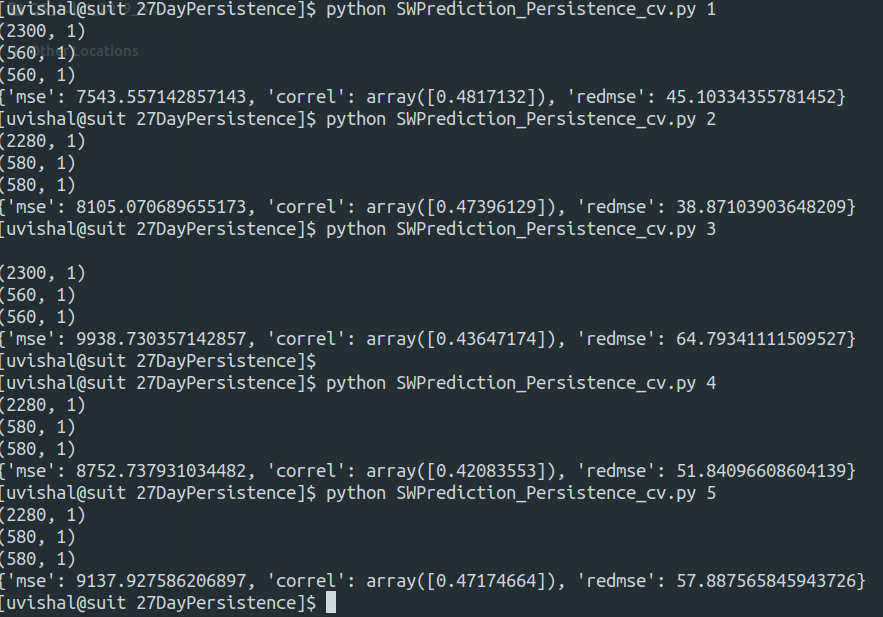 [uvishal@suit 27DayPersistence]$ python SWPrediction_Persistence_cv.py 1
(2300, 1)
(560, 1)
Other Locations
(560, 1)
{'mse': 7543.557142857143, 'correl': array([0.4817132]), 'redmse': 45.10334355781452}
[uvishal@suit 27DayPersistence]$ python SWPrediction_Persistence_cv.py 2
(2280, 1)
(580, 1)
(580, 1)
{'mse': 8105.070689655173, 'correl': array([0.47396129]), 'redmse': 38.87103903648209}
[uvishal@suit 27DayPersistence]$ python SWPrediction_Persistence_cv.py 3
(2300, 1)
(560, 1)
(560, 1)
{'mse': 9938.730357142857, 'correl': array([0.43647174]), 'redmse': 64.79341111509527}
[uvishal@suit 27DayPersistence]$
[uvishal@suit 27DayPersistence]$ python SWPrediction_Persistence_cv.py 4
(2280, 1)
(580, 1)
(580, 1)
{'mse': 8752.737931034482, 'correl': array([0.42083553]), 'redmse': 51.84096608604139}
[uvishal@suit 27DayPersistence]$ python SWPrediction_Persistence_cv.py 5
(2280, 1)
(580, 1)
(580, 1)
{'mse': 9137.927586206897, 'correl': array([0.47174664]), 'redmse': 57.887565845943726}
[uvishal@suit 27DayPersistence]$